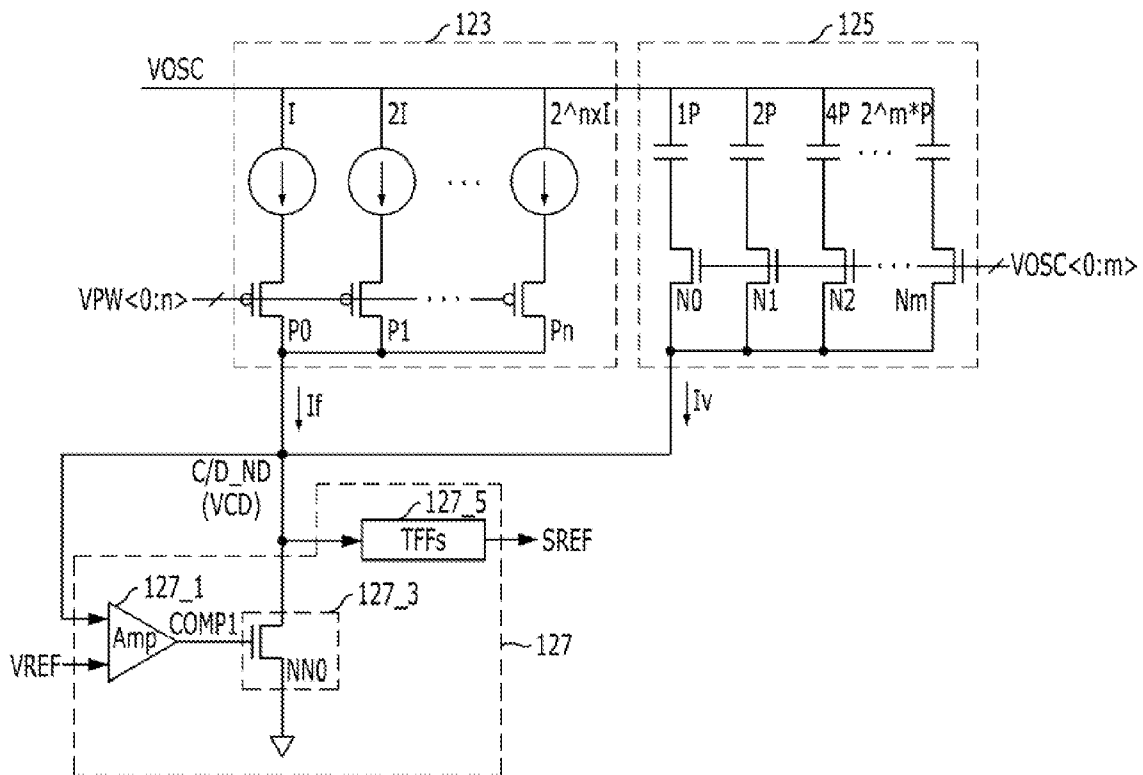 123
125
VOSC
I
2I
2^nxI
1P
2P
4P
2^m*P
...
...
VPW<0:n>
...
...
VOSC<0:m>
P0
P1
Pn
N0
N1
N2
Nm
If
Iv
C/D_ND
(VCD)
127_5
TFFs
SREF
127_1
127_3
Amp
COMP1
127
VREF
NN0